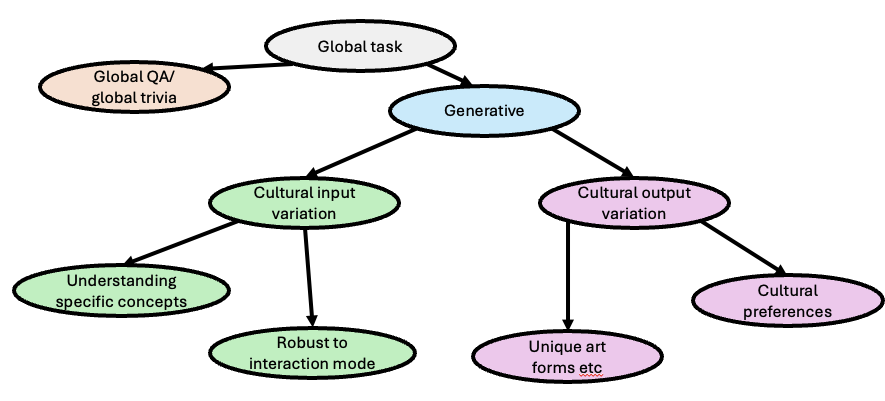 Global task
Global QA/
global trivia
Generative
Cultural input
variation
Cultural output
variation
Understanding
specific concepts
Cultural
preferences
Robust to
interaction mode
Unique art
forms etc